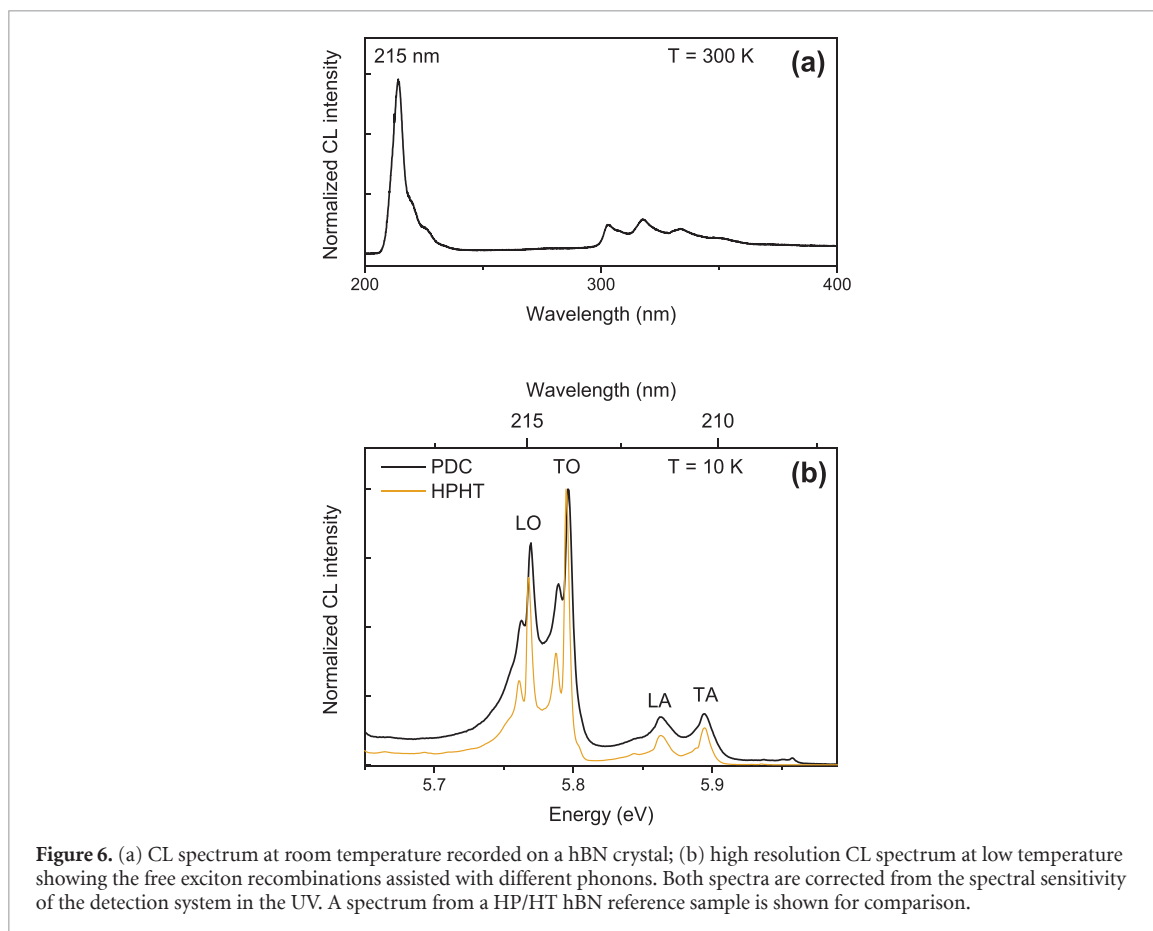 215 nm
T = 300 K
(a)
Normalized CL intensity
200
300
400
Wavelength (nm)
Wavelength (nm)
215
210
PDC
HPHT
TO
T = 10 K
(b)
LO
LA
TA
Normalized CL intensity
5.7
5.8
5.9
Energy (eV)
Figure 6. (a) CL spectrum at room temperature recorded on a hBN crystal; (b) high resolution CL spectrum at low temperature
showing the free exciton recombinations assisted with different phonons. Both spectra are corrected from the spectral sensitivity
of the detection system in the UV. A spectrum from a HP/HT hBN reference sample is shown for comparison.